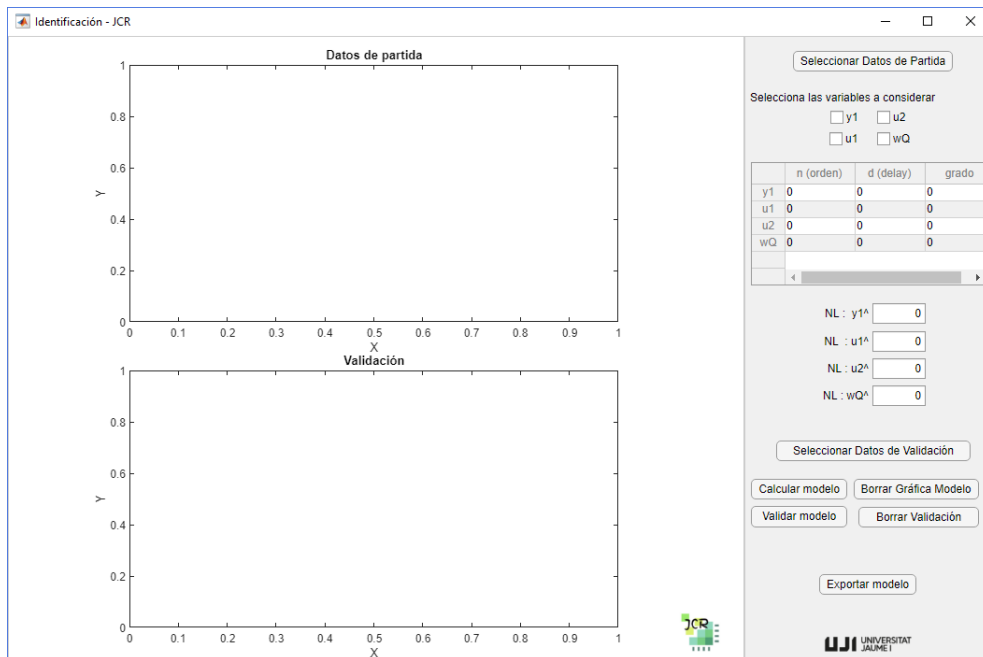 Identificación - JCR
Datos de partida
1
0.8
0.6
0.4
0.2
0
Y
0 0.1 0.2 0.3 0.4 0.5 0.6 0.7 0.8 0.9 1
X
Validación
1
0.8
0.6
0.4
0.2
0
Y
0 0.1 0.2 0.3 0.4 0.5 0.6 0.7 0.8 0.9 1
X
JCR
Seleccionar Datos de Partida
Selecciona las variables a considerar
y1 u2
u1 wQ
n (orden) d (delay) grado
y1 0 0 0
u1 0 0 0
u2 0 0 0
wQ 0 0 0
NL : y1^ 0
NL : u1^ 0
NL : u2^ 0
NL : wQ^ 0
Seleccionar Datos de Validación
Calcular modelo Borrar Gráfica Modelo
Validar modelo Borrar Validación
Exportar modelo
UJI UNIVERSITAT
JAUME I